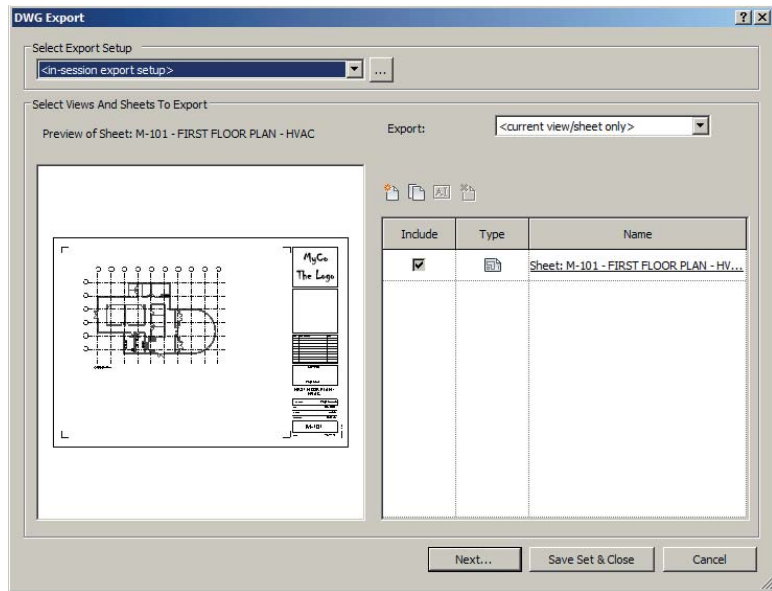 DWG Export
Select Export Setup
<in-session export setup>
...
Select Views And Sheets To Export
Preview of Sheet: M-101 - FIRST FLOOR PLAN - HVAC
Export:
<current view/sheet only>
MyCo
The Logo
M-101
Include
Type
Name
Sheet: M-101 - FIRST FLOOR PLAN - HV...
Next...
Save Set & Close
Cancel